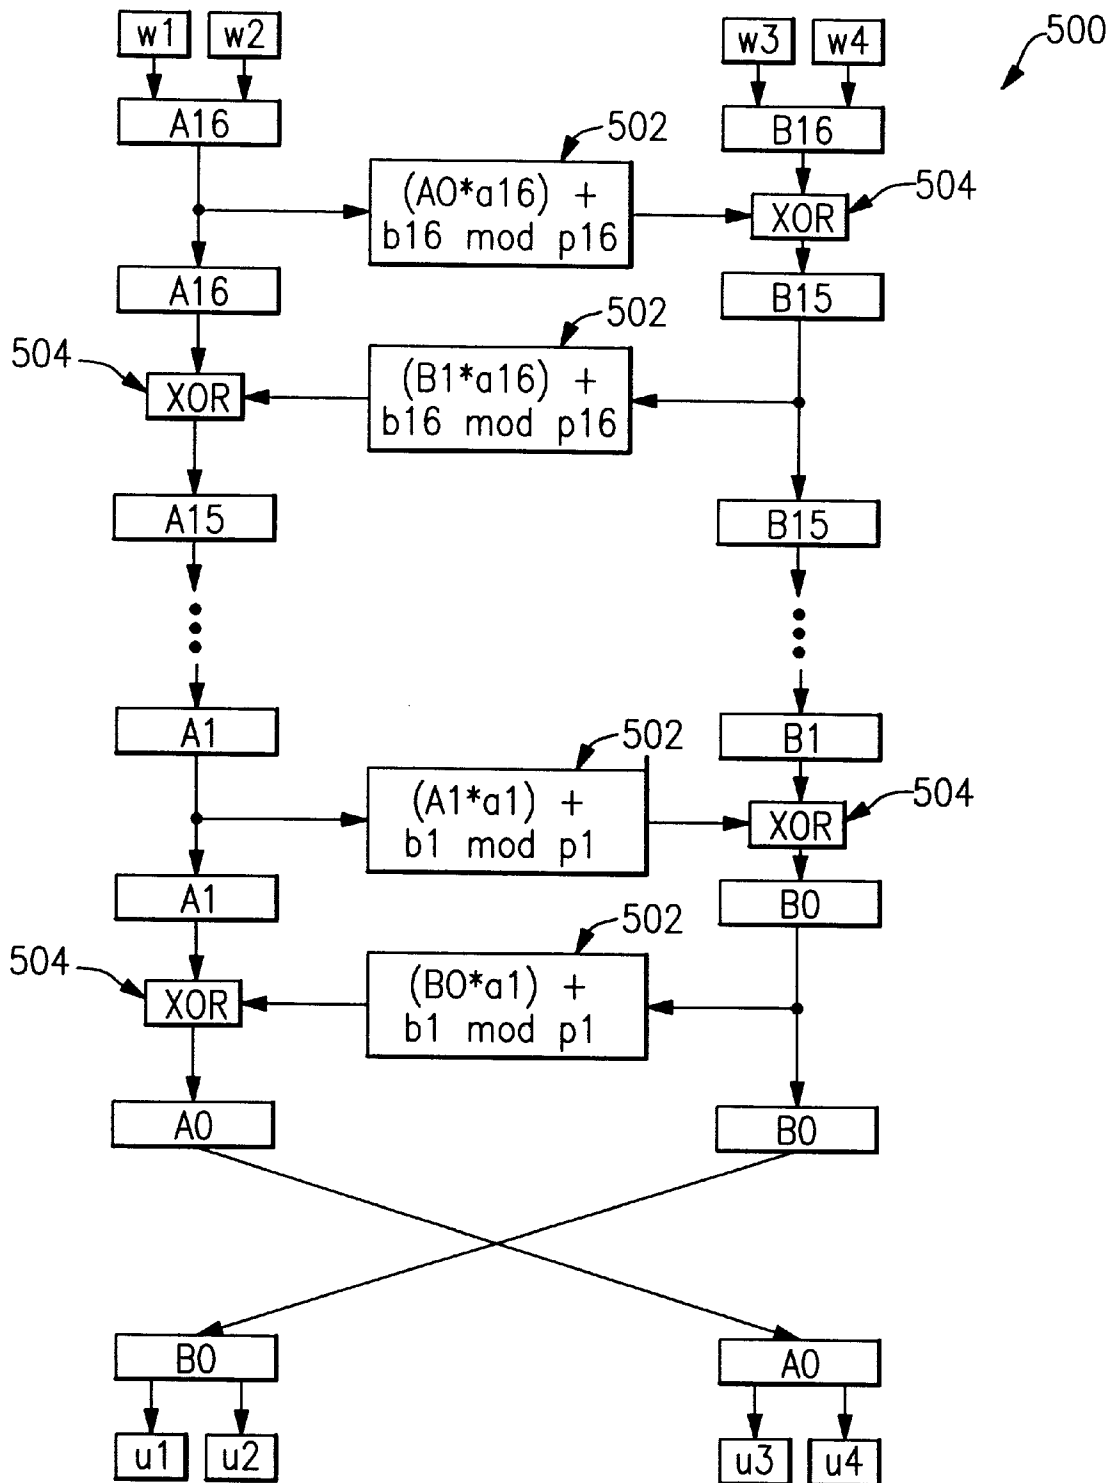 w1 w2 w3 w4 500
A16 B16
502
(A0*a16) +
b16 mod p16
XOR 504
A16 B15
502
504
XOR
(B1*a16) +
b16 mod p16
A15 B15
A1 B1
502
(A1*a1) +
b1 mod p1
XOR 504
A1 B0
502
504
XOR
(B0*a1) +
b1 mod p1
A0 B0
B0 A0
u1 u2 u3 u4